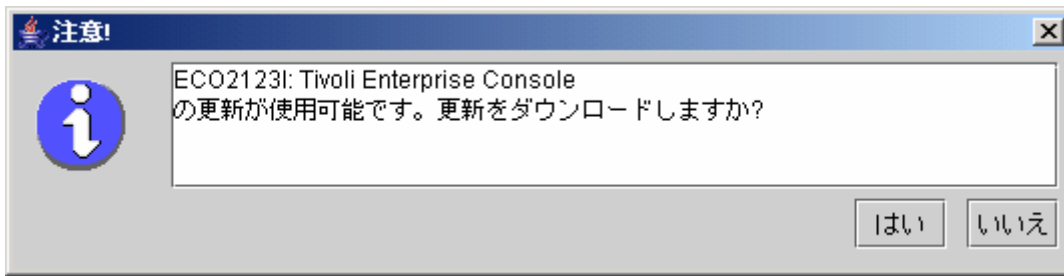 注意!
ECO2123I: Tivoli Enterprise Console
の更新が使用可能です。更新をダウンロードしますか?
はい
いいえ